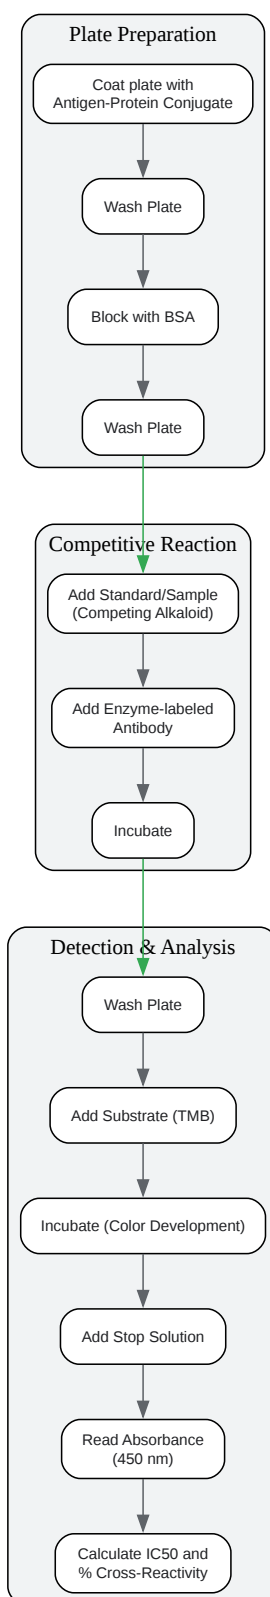 Plate Preparation
Coat plate with
Antigen-Protein Conjugate
Wash Plate
Block with BSA
Wash Plate
Competitive Reaction
Add Standard/Sample
(Competing Alkaloid)
Add Enzyme-labeled
Antibody
Incubate
Detection & Analysis
Wash Plate
Add Substrate (TMB)
Incubate (Color Development)
Add Stop Solution
Read Absorbance
(450 nm)
Calculate IC50 and
% Cross-Reactivity